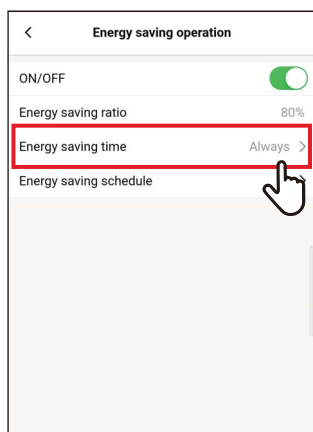 Energy saving operation
ON/OFF
Energy saving ratio 80%
Energy saving time Always
Energy saving schedule